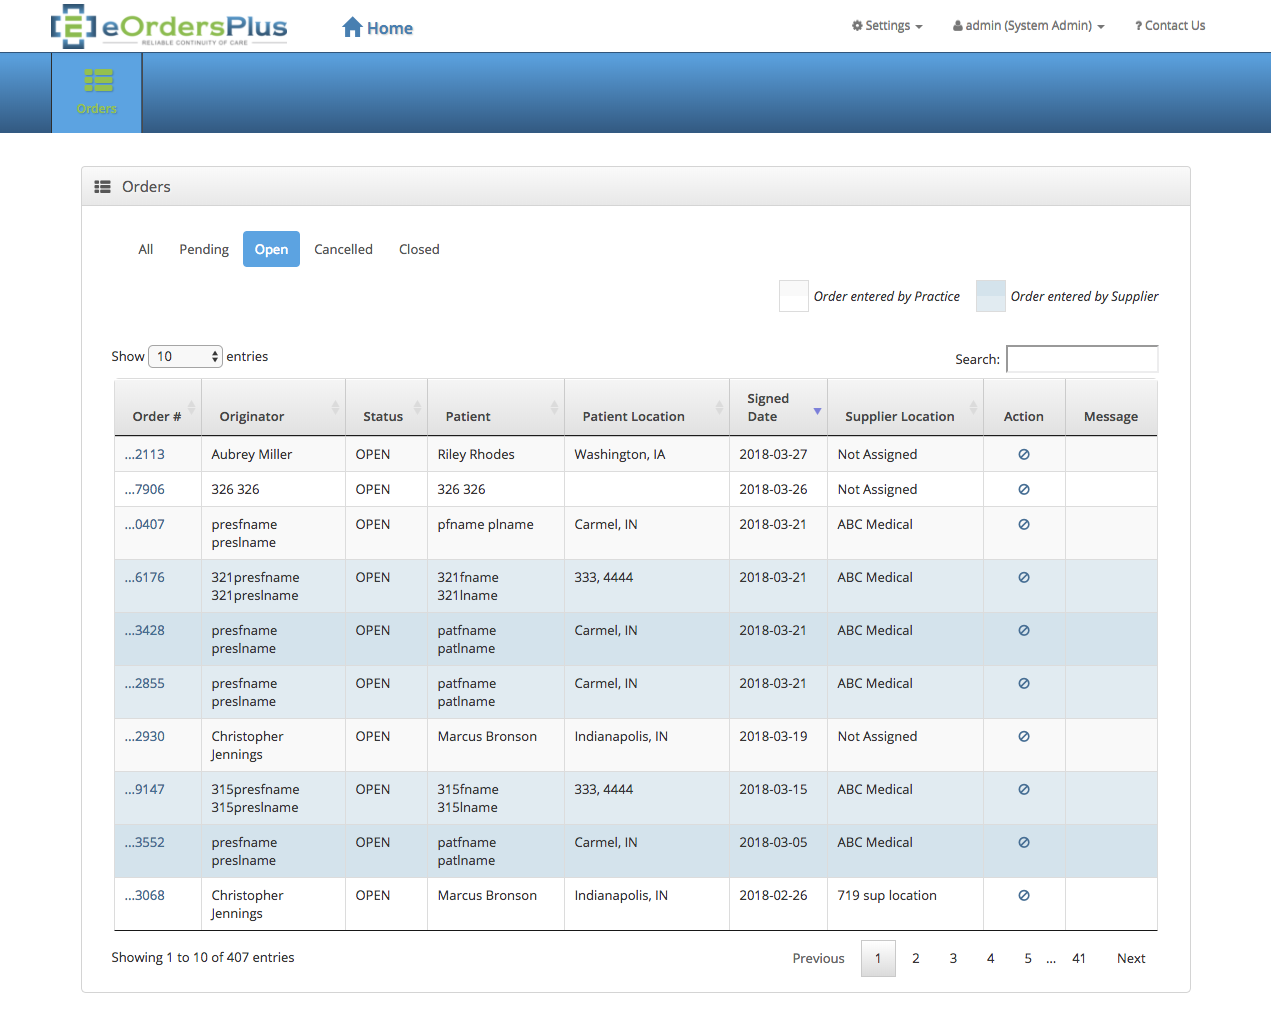 [E] eOrdersPlus
RELIABLE CONTINUITY OF CARE
Home
Settings
admin (System Admin)
? Contact Us
Orders
Orders
All Pending Open Cancelled Closed
Order entered by Practice Order entered by Supplier
Show 10 entries
Search:
Order # Originator Status Patient Patient Location Signed Date Supplier Location Action Message
...2113 Aubrey Miller OPEN Riley Rhodes Washington, IA 2018-03-27 Not Assigned
...7906 326 326 OPEN 326 326 2018-03-26 Not Assigned
...0407 presfname preslname OPEN pfname plname Carmel, IN 2018-03-21 ABC Medical
...6176 321presfname 321preslname OPEN 321fname 321lname 333, 4444 2018-03-21 ABC Medical
...3428 presfname preslname OPEN patfname patlname Carmel, IN 2018-03-21 ABC Medical
...2855 presfname preslname OPEN patfname patlname Carmel, IN 2018-03-21 ABC Medical
...2930 Christopher Jennings OPEN Marcus Bronson Indianapolis, IN 2018-03-19 Not Assigned
...9147 315presfname 315preslname OPEN 315fname 315lname 333, 4444 2018-03-15 ABC Medical
...3552 presfname preslname OPEN patfname patlname Carmel, IN 2018-03-05 ABC Medical
...3068 Christopher Jennings OPEN Marcus Bronson Indianapolis, IN 2018-02-26 719 sup location
Showing 1 to 10 of 407 entries
Previous 1 2 3 4 5 ... 41 Next